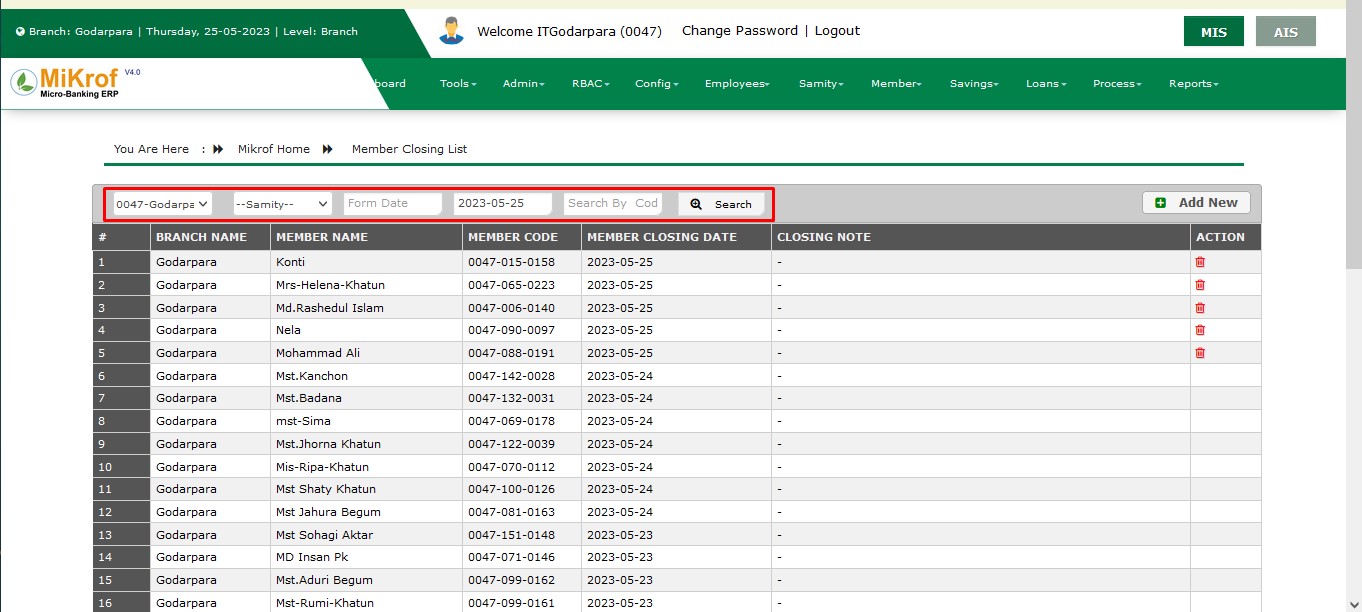 Branch: Godarpara | Thursday, 25-05-2023 | Level: Branch
Welcome ITGodarpara (0047)
Change Password | Logout
MIS
AIS
MiKrof V4.0
Micro-Banking ERP
board
Tools
Admin
RBAC
Config
Employees
Samity
Member
Savings
Loans
Process
Reports
You Are Here : Mikrof Home Member Closing List
0047-Godarpa
--Samity--
Form Date
2023-05-25
Search By Cod
Search
Add New
# BRANCH NAME MEMBER NAME MEMBER CODE MEMBER CLOSING DATE CLOSING NOTE ACTION
1 Godarpara Konti 0047-015-0158 2023-05-25 -
2 Godarpara Mrs-Helena-Khatun 0047-065-0223 2023-05-25 -
3 Godarpara Md.Rashedul Islam 0047-006-0140 2023-05-25 -
4 Godarpara Nela 0047-090-0097 2023-05-25 -
5 Godarpara Mohammad Ali 0047-088-0191 2023-05-25 -
6 Godarpara Mst.Kanchon 0047-142-0028 2023-05-24 -
7 Godarpara Mst.Badana 0047-132-0031 2023-05-24 -
8 Godarpara mst-Sima 0047-069-0178 2023-05-24 -
9 Godarpara Mst.Jhorna Khatun 0047-122-0039 2023-05-24 -
10 Godarpara Mis-Ripa-Khatun 0047-070-0112 2023-05-24 -
11 Godarpara Mst Shaty Khatun 0047-100-0126 2023-05-24 -
12 Godarpara Mst Jahura Begum 0047-081-0163 2023-05-24 -
13 Godarpara Mst Sohagi Aktar 0047-151-0148 2023-05-23 -
14 Godarpara MD Insan Pk 0047-071-0146 2023-05-23 -
15 Godarpara Mst.Aduri Begum 0047-099-0162 2023-05-23 -
16 Godarpara Mst-Rumi-Khatun 0047-099-0161 2023-05-23 -